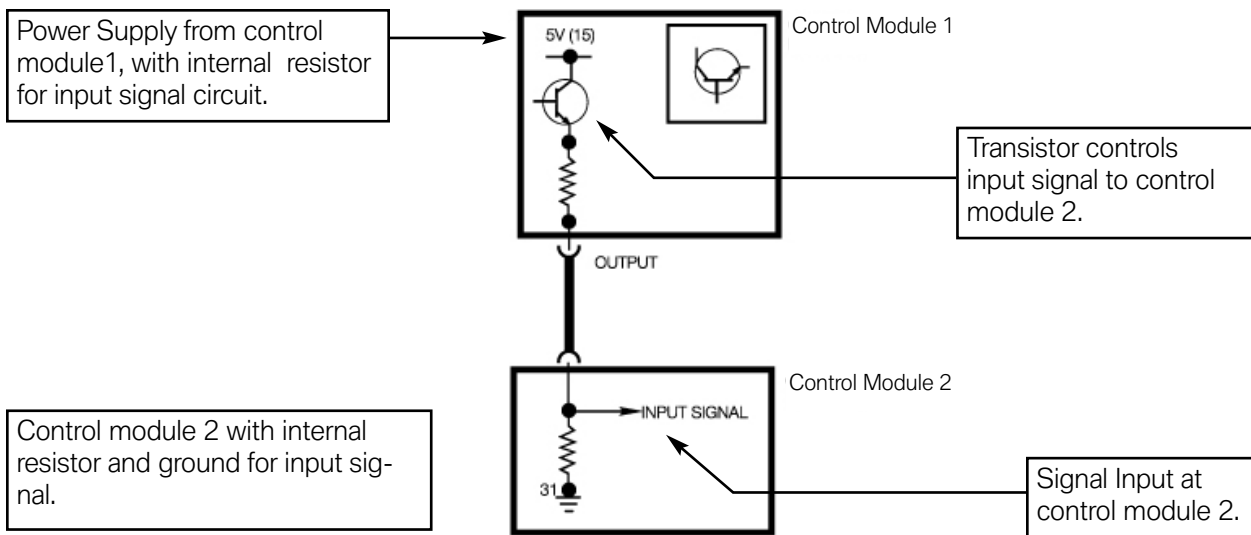 Power Supply from control
module1, with internal resistor
for input signal circuit.
5V (15)
Control Module 1
Transistor controls
input signal to control
module 2.
OUTPUT
Control Module 2
INPUT SIGNAL
Control module 2 with internal
resistor and ground for input sig-
nal.
31
Signal Input at
control module 2.